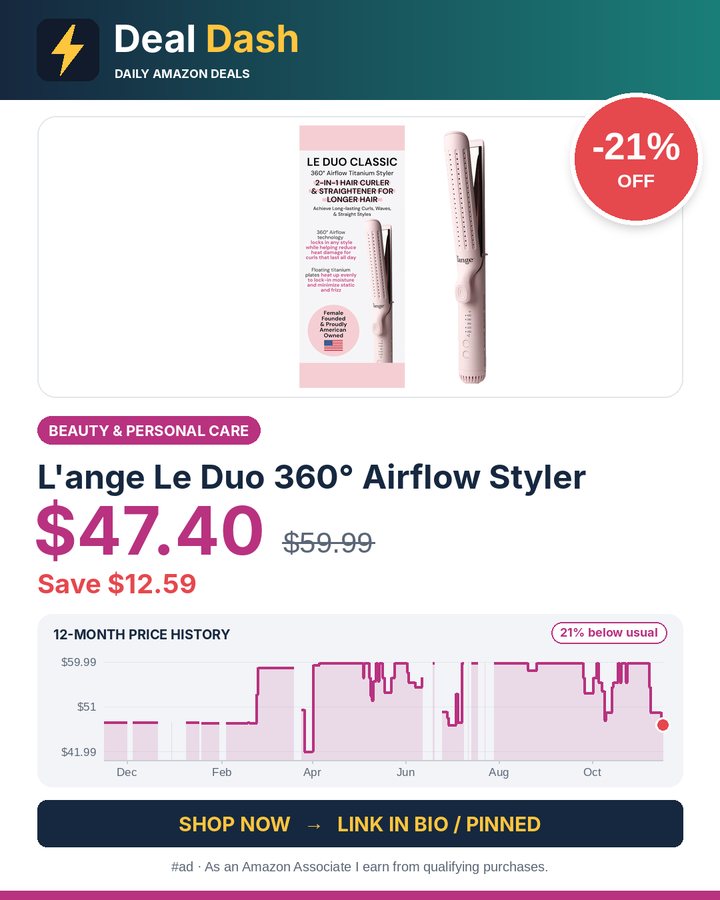 Deal Dash
DAILY AMAZON DEALS
-21%
OFF
LE DUO CLASSIC
360° Airflow Titanium Styler
2-IN-1 HAIR CURLER
& STRAIGHTENER FOR
LONGER HAIR
Achieve Long-lasting Curls, Waves,
& Straight Styles
360° Airflow
technology
locks in any style
while helping reduce
heat damage for
curls that last all day
Floating titanium
plates heat up evenly
to lock-in moisture
and minimize static
and frizz
Female
Founded
& Proudly
American
Owned
lange
lange
BEAUTY & PERSONAL CARE
L'ange Le Duo 360° Airflow Styler
$47.40 $59.99
Save $12.59
12-MONTH PRICE HISTORY
21% below usual
$59.99
$51
$41.99
Dec Feb Apr Jun Aug Oct
SHOP NOW → LINK IN BIO / PINNED
#ad · As an Amazon Associate I earn from qualifying purchases.